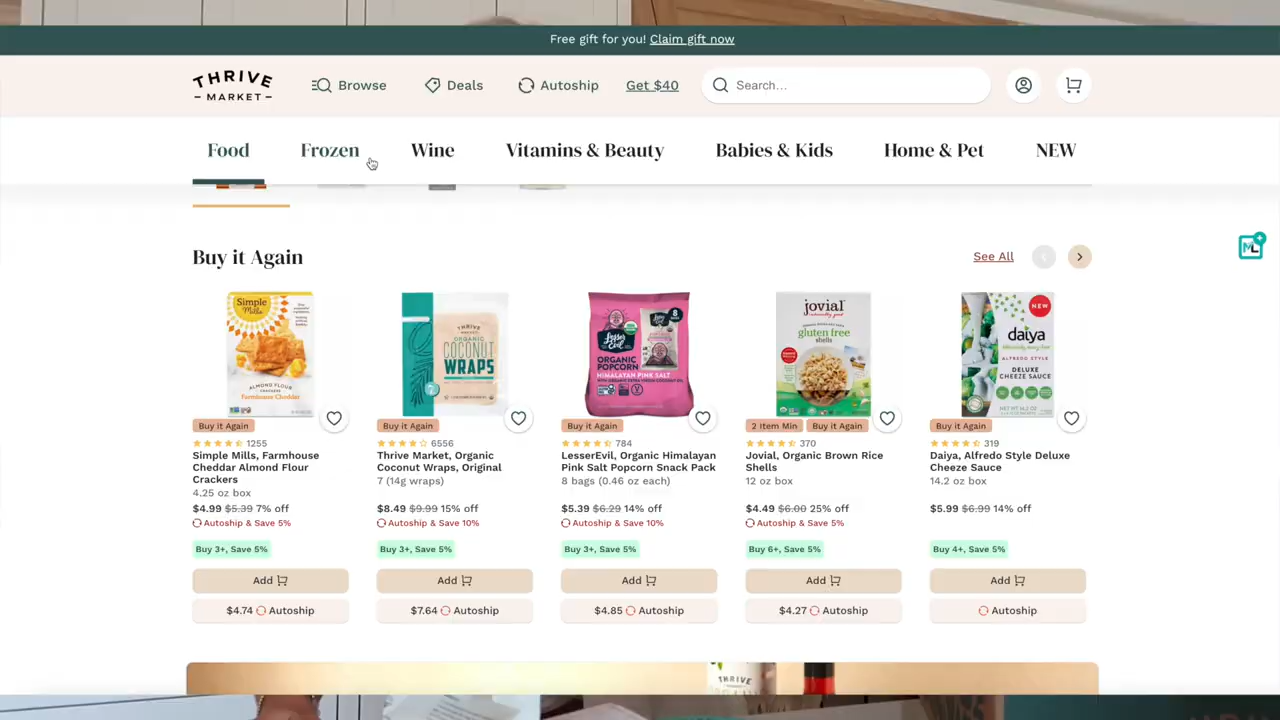 Free gift for you! Claim gift now
THRIVE
MARKET
Browse
Deals
Autoship
Get $40
Search...
Food
Frozen
Wine
Vitamins & Beauty
Babies & Kids
Home & Pet
NEW
Buy it Again
See All
Simple
Mills
ALMOND FLOUR
CRACKERS
Farmhouse Cheddar
THRIVE
MARKET
ORGANIC
COCONUT
WRAPS
7
Lesser
Evil
8
ORGANIC
POPCORN
HIMALAYAN PINK SALT
jovial
gluten free
shells
NEW
daiya
ALFREDO STYLE
DELUXE
CHEEZE SAUCE
Buy it Again
Buy it Again
Buy it Again
2 Item Min
Buy it Again
Buy it Again
1255
6556
784
370
319
Simple Mills, Farmhouse
Cheddar Almond Flour
Crackers
4.25 oz box
Thrive Market, Organic
Coconut Wraps, Original
7 (14g wraps)
LesserEvil, Organic Himalayan
Pink Salt Popcorn Snack Pack
8 bags (0.46 oz each)
Jovial, Organic Brown Rice
Shells
12 oz box
Daiya, Alfredo Style Deluxe
Cheeze Sauce
14.2 oz box
$4.99 $5.39 7% off
$8.49 $9.99 15% off
$5.39 $6.29 14% off
$4.49 $6.00 25% off
$5.99 $6.99 14% off
Autoship & Save 5%
Autoship & Save 10%
Autoship & Save 10%
Autoship & Save 5%
Buy 3+, Save 5%
Buy 3+, Save 5%
Buy 3+, Save 5%
Buy 6+, Save 5%
Buy 4+, Save 5%
Add
Add
Add
Add
Add
$4.74 Autoship
$7.64 Autoship
$4.85 Autoship
$4.27 Autoship
Autoship
THRIVE